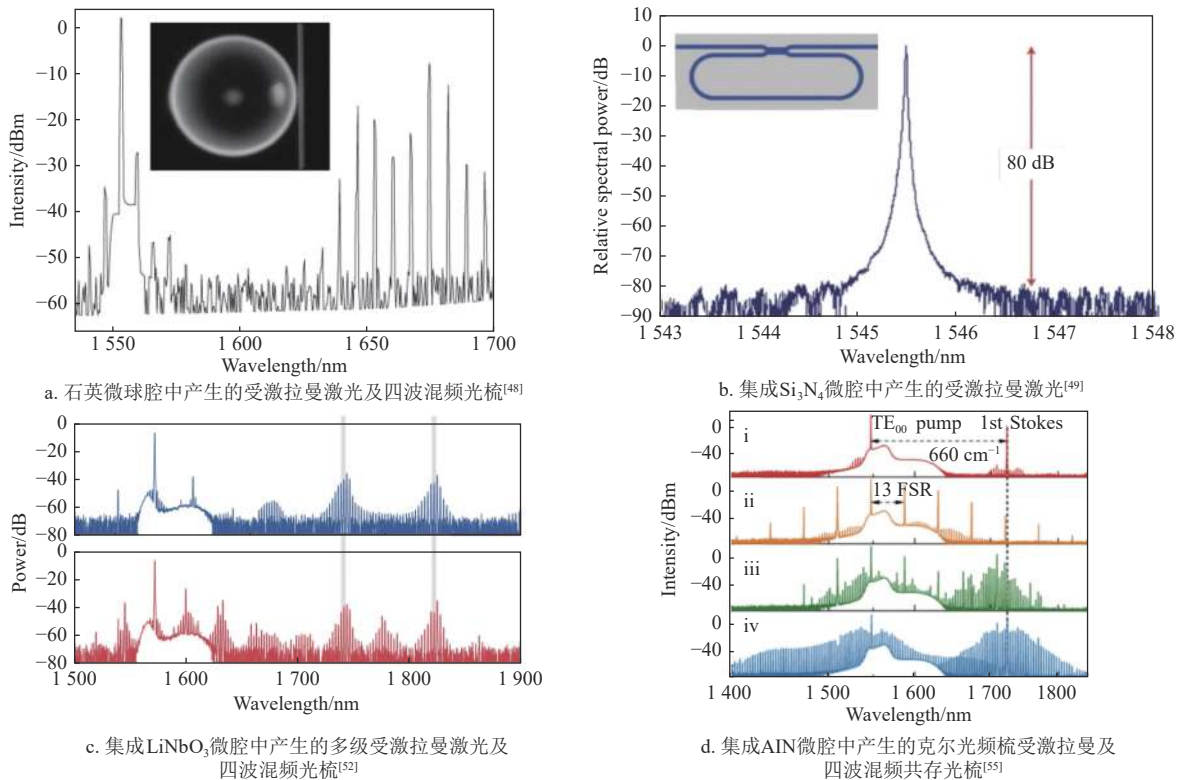 0
−10
−20
−30
−40
−50
−60
Intensity/dBm
1 550
1 600
1 650
1 700
Wavelength/nm
a. 石英微球腔中产生的受激拉曼激光及四波混频光梳[48]
10
0
−10
−20
−30
−40
−50
−60
−70
−80
−90
Relative spectral power/dB
80 dB
1 543
1 544
1 545
1 546
1 547
1 548
Wavelength/nm
b. 集成Si₃N₄微腔中产生的受激拉曼激光[49]
0
−20
−40
−60
−80
0
−20
−40
−60
−80
Power/dB
1 500
1 600
1 700
1 800
1 900
Wavelength/nm
c. 集成LiNbO₃微腔中产生的多级受激拉曼激光及
四波混频光梳[52]
i
TE₀₀ pump
1st Stokes
660 cm⁻¹
ii
13 FSR
iii
iv
0
−40
0
−40
0
−40
0
−40
Intensity/dBm
1 400
1 500
1 600
1 700
1800
Wavelength/nm
d. 集成AlN微腔中产生的克尔光频梳受激拉曼及
四波混频共存光梳[55]